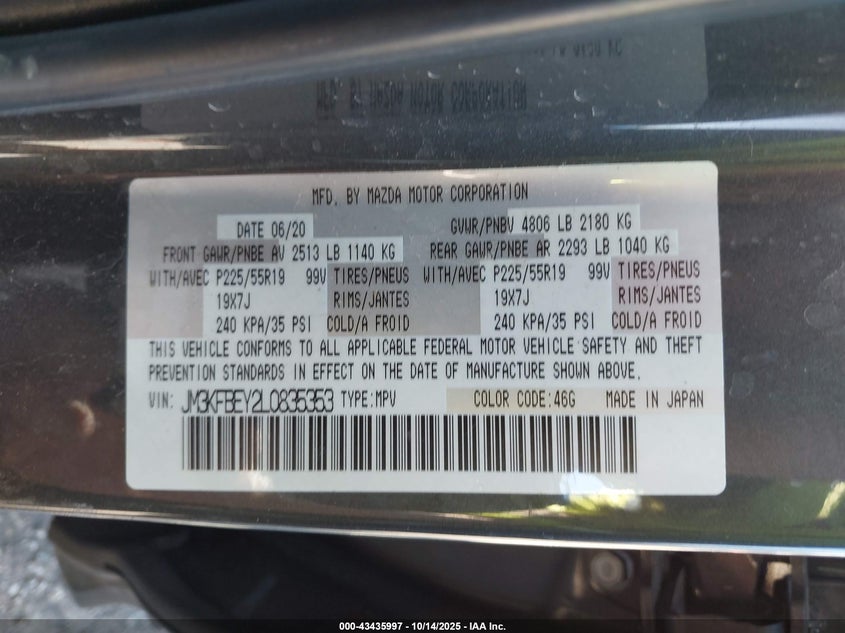 MFD. BY MAZDA MOTOR CORPORATION
DATE 06/20 GVWR/PNBV 4806 LB 2180 KG
FRONT GAWR/PNBE AV 2513 LB 1140 KG REAR GAWR/PNBE AR 2293 LB 1040 KG
WITH/AVEC P225/55R19 99V TIRES/PNEUS WITH/AVEC P225/55R19 99V TIRES/PNEUS
19X7J RIMS/JANTES 19X7J RIMS/JANTES
240 KPA/35 PSI COLD/A FROID 240 KPA/35 PSI COLD/A FROID
THIS VEHICLE CONFORMS TO ALL APPLICABLE FEDERAL MOTOR VEHICLE SAFETY AND THEFT
PREVENTION STANDARDS IN EFFECT ON THE DATE OF MANUFACTURE SHOWN ABOVE.
VIN: JM3KFBEY2L0835353 TYPE:MPV COLOR CODE:46G MADE IN JAPAN
000-43435997 - 10/14/2025 - IAA Inc.